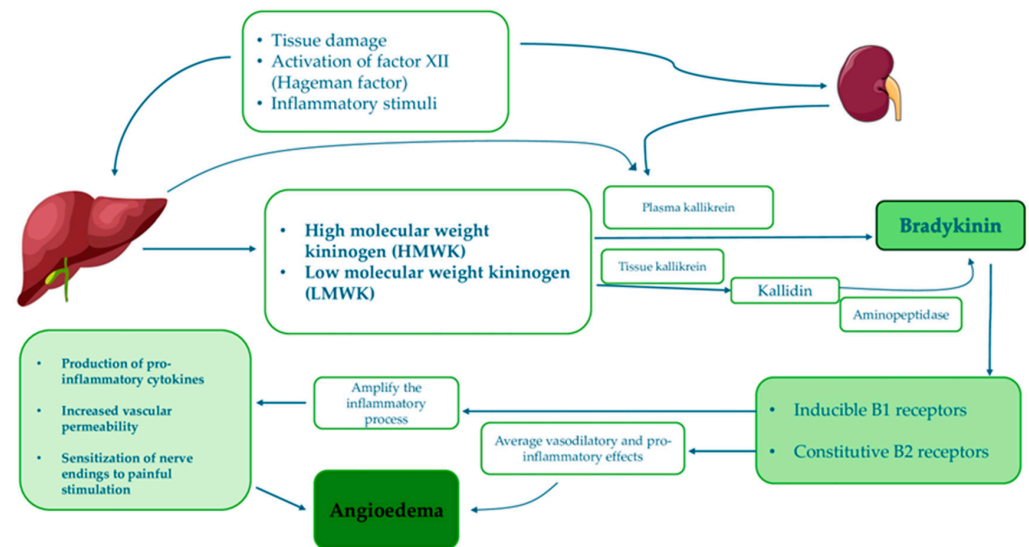 • Tissue damage
• Activation of factor XII
(Hageman factor)
• Inflammatory stimuli
Plasma kallikrein
• High molecular weight
kininogen (HMWK)
• Low molecular weight kininogen
(LMWK)
Bradykinin
Tissue kallikrein
Kallidin
Aminopeptidase
• Production of pro-
inflammatory cytokines
• Increased vascular
permeability
• Sensitization of nerve
endings to painful
stimulation
Amplify the
inflammatory
process
• Inducible B1 receptors
• Constitutive B2 receptors
Average vasodilatory and pro-
inflammatory effects
Angioedema